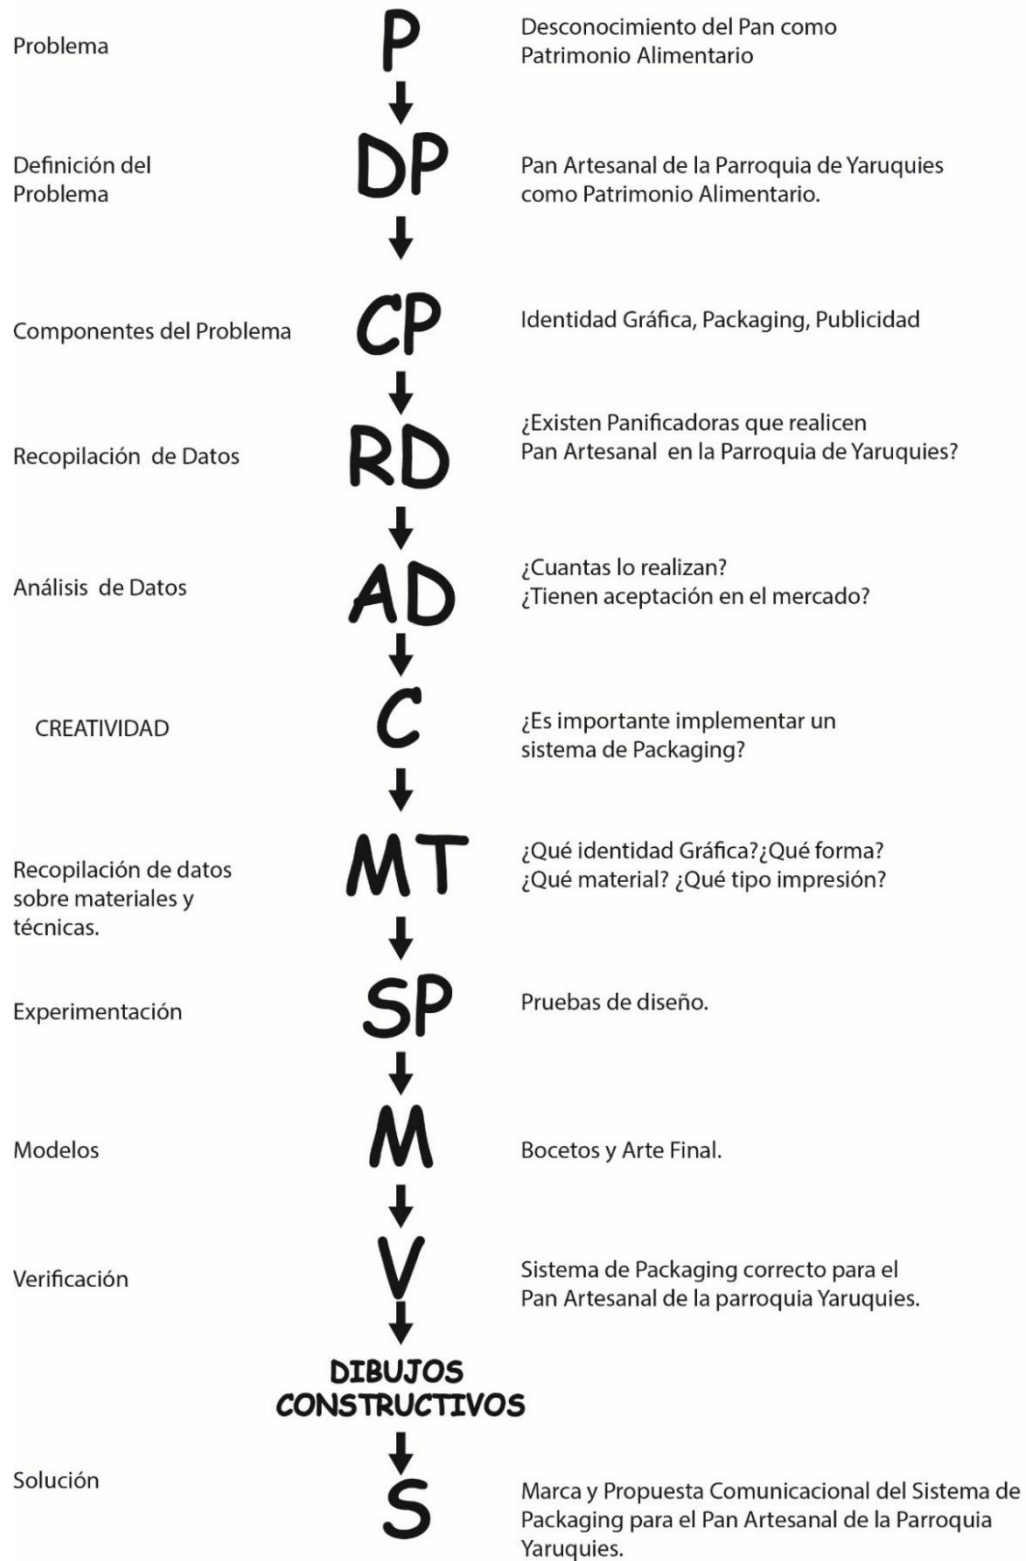 Problema
P
Desconocimiento del Pan como
Patrimonio Alimentario
Definición del
Problema
DP
Pan Artesanal de la Parroquia de Yaruquies
como Patrimonio Alimentario.
Componentes del Problema
CP
Identidad Gráfica, Packaging, Publicidad
Recopilación de Datos
RD
¿Existen Panificadoras que realicen
Pan Artesanal en la Parroquia de Yaruquies?
Análisis de Datos
AD
¿Cuantas lo realizan?
¿Tienen aceptación en el mercado?
CREATIVIDAD
C
¿Es importante implementar un
sistema de Packaging?
Recopilación de datos
sobre materiales y
técnicas.
MT
¿Qué identidad Gráfica?¿Qué forma?
¿Qué material? ¿Qué tipo impresión?
Experimentación
SP
Pruebas de diseño.
Modelos
M
Bocetos y Arte Final.
Verificación
V
Sistema de Packaging correcto para el
Pan Artesanal de la parroquia Yaruquies.
DIBUJOS
CONSTRUCTIVOS
Solución
S
Marca y Propuesta Comunicacional del Sistema de
Packaging para el Pan Artesanal de la Parroquia
Yaruquies.